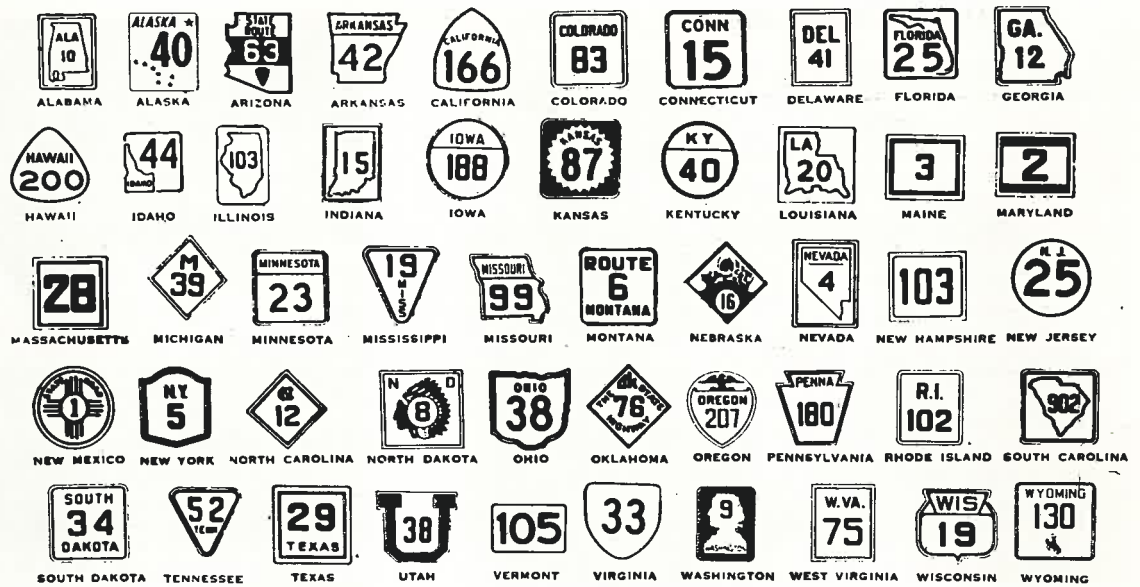 ALA
10
ALABAMA
ALASKA
40
ALASKA
STATE
ROUTE
63
ARIZONA
ARKANSAS
42
ARKANSAS
CALIFORNIA
166
CALIFORNIA
COLORADO
83
COLORADO
CONN
15
CONNECTICUT
DEL
41
DELAWARE
FLORIDA
25
FLORIDA
GA.
12
GEORGIA
HAWAII
200
HAWAII
44
IDAHO
IDAHO
103
ILLINOIS
15
INDIANA
IOWA
188
IOWA
KANSAS
87
KANSAS
KY
40
KENTUCKY
LA
20
LOUISIANA
3
MAINE
2
MARYLAND
28
MASSACHUSETTS
M
39
MICHIGAN
MINNESOTA
23
MINNESOTA
19
MISS
MISSISSIPPI
MISSOURI
99
MISSOURI
ROUTE
6
MONTANA
MONTANA
16
NEBRASKA
NEVADA
4
NEVADA
103
NEW HAMPSHIRE
N. J.
25
NEW JERSEY
1
NEW MEXICO
N.Y.
5
NEW YORK
12
NORTH CAROLINA
N D
8
NORTH DAKOTA
OHIO
38
OHIO
THE STATE
76
HIGHWAY
OKLAHOMA
OREGON
207
OREGON
PENNA
180
PENNSYLVANIA
R.I.
102
RHODE ISLAND
902
SOUTH CAROLINA
SOUTH
34
DAKOTA
SOUTH DAKOTA
52
TENN
TENNESSEE
29
TEXAS
TEXAS
38
UTAH
105
VERMONT
33
VIRGINIA
9
WASHINGTON
WASHINGTON
W.VA.
75
WEST VIRGINIA
WIS
19
WISCONSIN
WYOMING
130
WYOMING